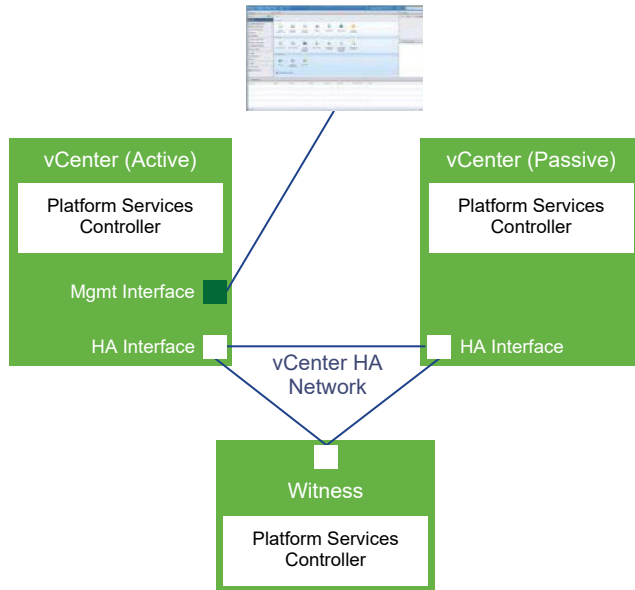 vCenter (Active)
Platform Services
Controller
Mgmt Interface
HA Interface
vCenter (Passive)
Platform Services
Controller
HA Interface
vCenter HA
Network
Witness
Platform Services
Controller